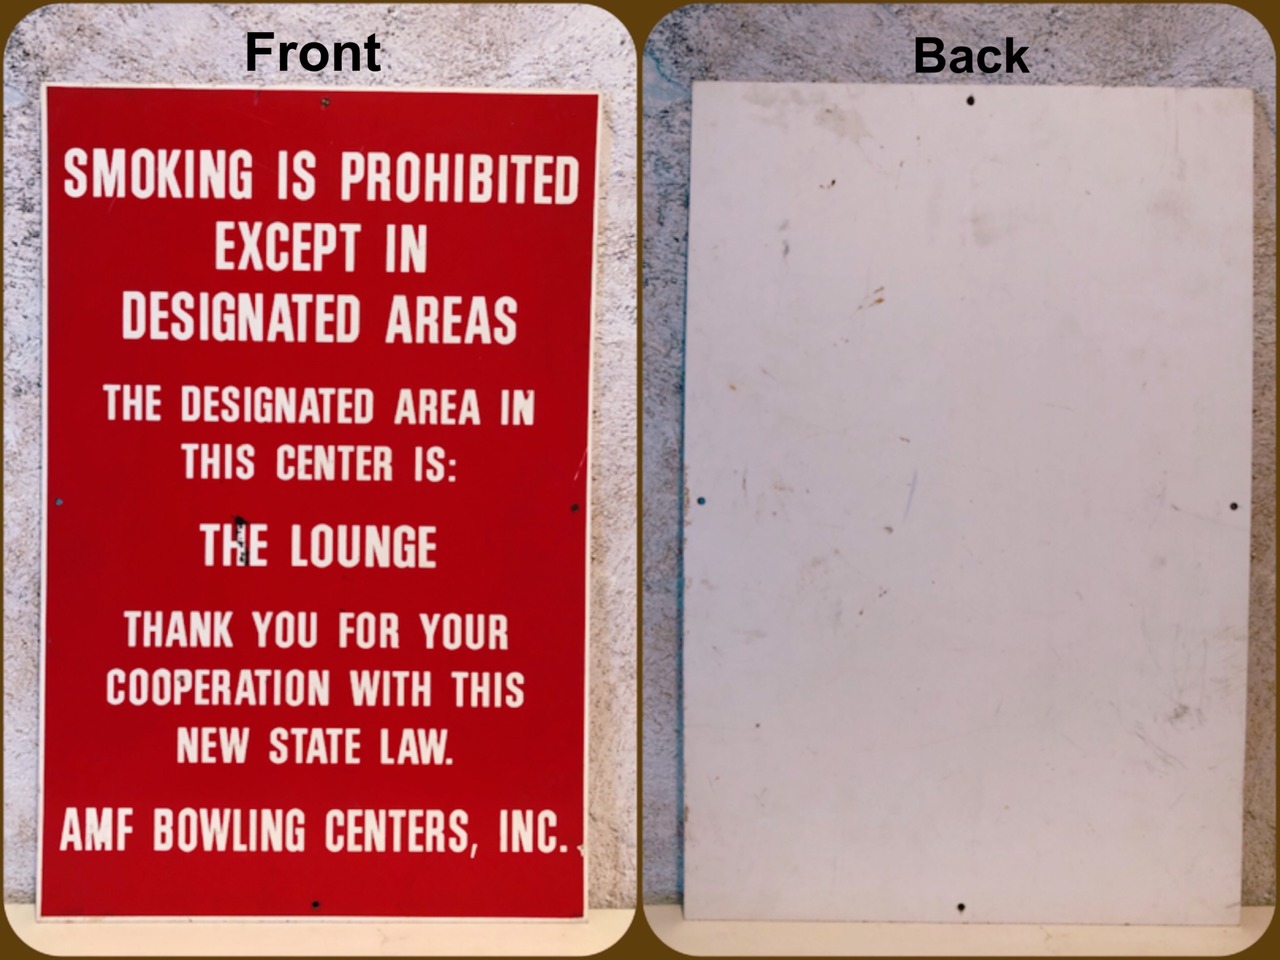 Front
SMOKING IS PROHIBITED
EXCEPT IN
DESIGNATED AREAS
THE DESIGNATED AREA IN
THIS CENTER IS:
THE LOUNGE
THANK YOU FOR YOUR
COOPERATION WITH THIS
NEW STATE LAW.
AMF BOWLING CENTERS, INC.
Back